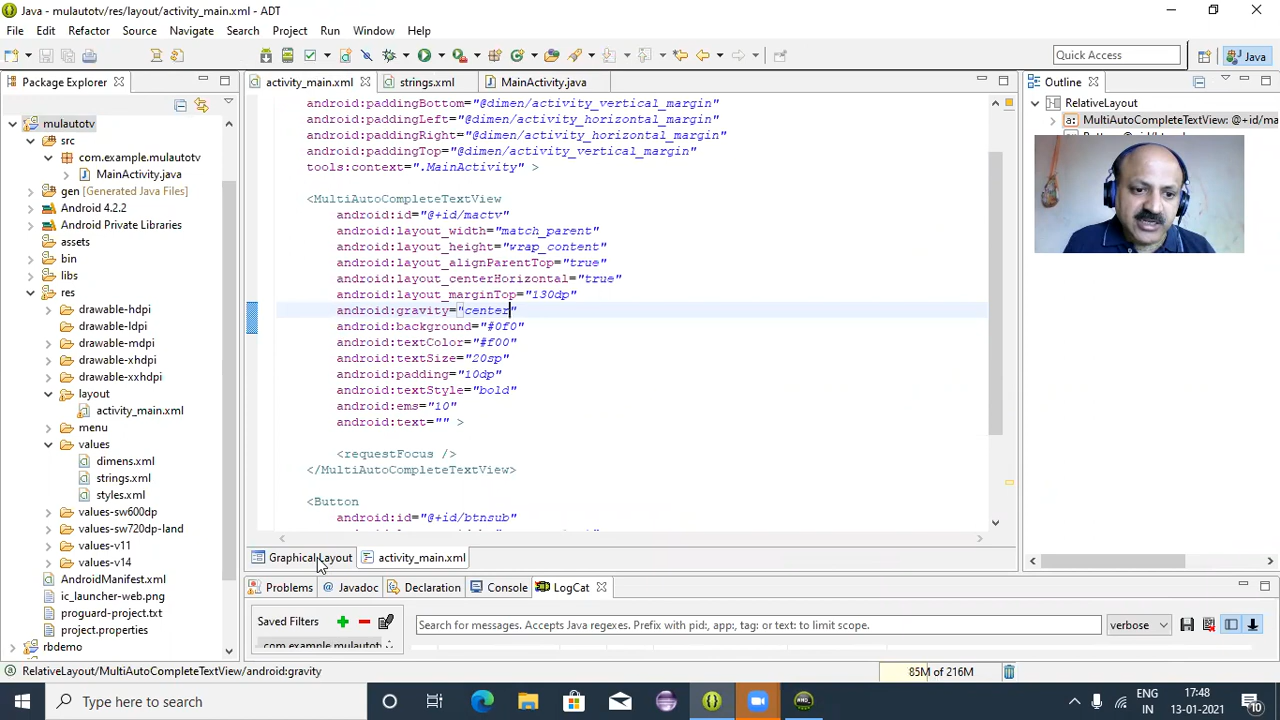 Java - mulautotv/res/layout/activity_main.xml - ADT
File Edit Refactor Source Navigate Search Project Run Window Help
Quick Access
Java
Package Explorer
activity_main.xml
strings.xml
MainActivity.java
Outline
mulautotv
src
com.example.mulautotv
MainActivity.java
gen [Generated Java Files]
Android 4.2.2
Android Private Libraries
assets
bin
libs
res
drawable-hdpi
drawable-ldpi
drawable-mdpi
drawable-xhdpi
drawable-xxhdpi
layout
activity_main.xml
menu
values
dimens.xml
strings.xml
styles.xml
values-sw600dp
values-sw720dp-land
values-v11
values-v14
AndroidManifest.xml
ic_launcher-web.png
proguard-project.txt
project.properties
rbdemo
android:paddingBottom="@dimen/activity_vertical_margin"
android:paddingLeft="@dimen/activity_horizontal_margin"
android:paddingRight="@dimen/activity_horizontal_margin"
android:paddingTop="@dimen/activity_vertical_margin"
tools:context=".MainActivity" >
<MultiAutoCompleteTextView
android:id="@+id/mactv"
android:layout_width="match_parent"
android:layout_height="wrap_content"
android:layout_alignParentTop="true"
android:layout_centerHorizontal="true"
android:layout_marginTop="130dp"
android:gravity="center"
android:background="#0f0"
android:textColor="#f00"
android:textSize="20sp"
android:padding="10dp"
android:textStyle="bold"
android:ems="10"
android:text="" >
<requestFocus />
</MultiAutoCompleteTextView>
<Button
android:id="@+id/btnsub"
RelativeLayout
MultiAutoCompleteTextView: @+id/ma
Graphical Layout
activity_main.xml
Problems
@ Javadoc
Declaration
Console
LogCat
Saved Filters
Search for messages. Accepts Java regexes. Prefix with pid:, app:, tag: or text: to limit scope.
verbose
com.example.mulautotv
RelativeLayout/MultiAutoCompleteTextView/android:gravity
85M of 216M
Type here to search
ENG
IN
17:48
13-01-2021
10